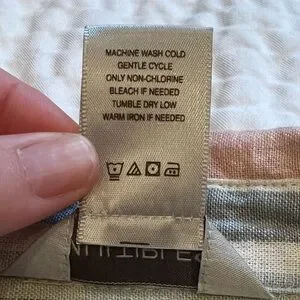 MACHINE WASH COLD
GENTLE CYCLE
ONLY NON-CHLORINE
BLEACH IF NEEDED
TUMBLE DRY LOW
WARM IRON IF NEEDED